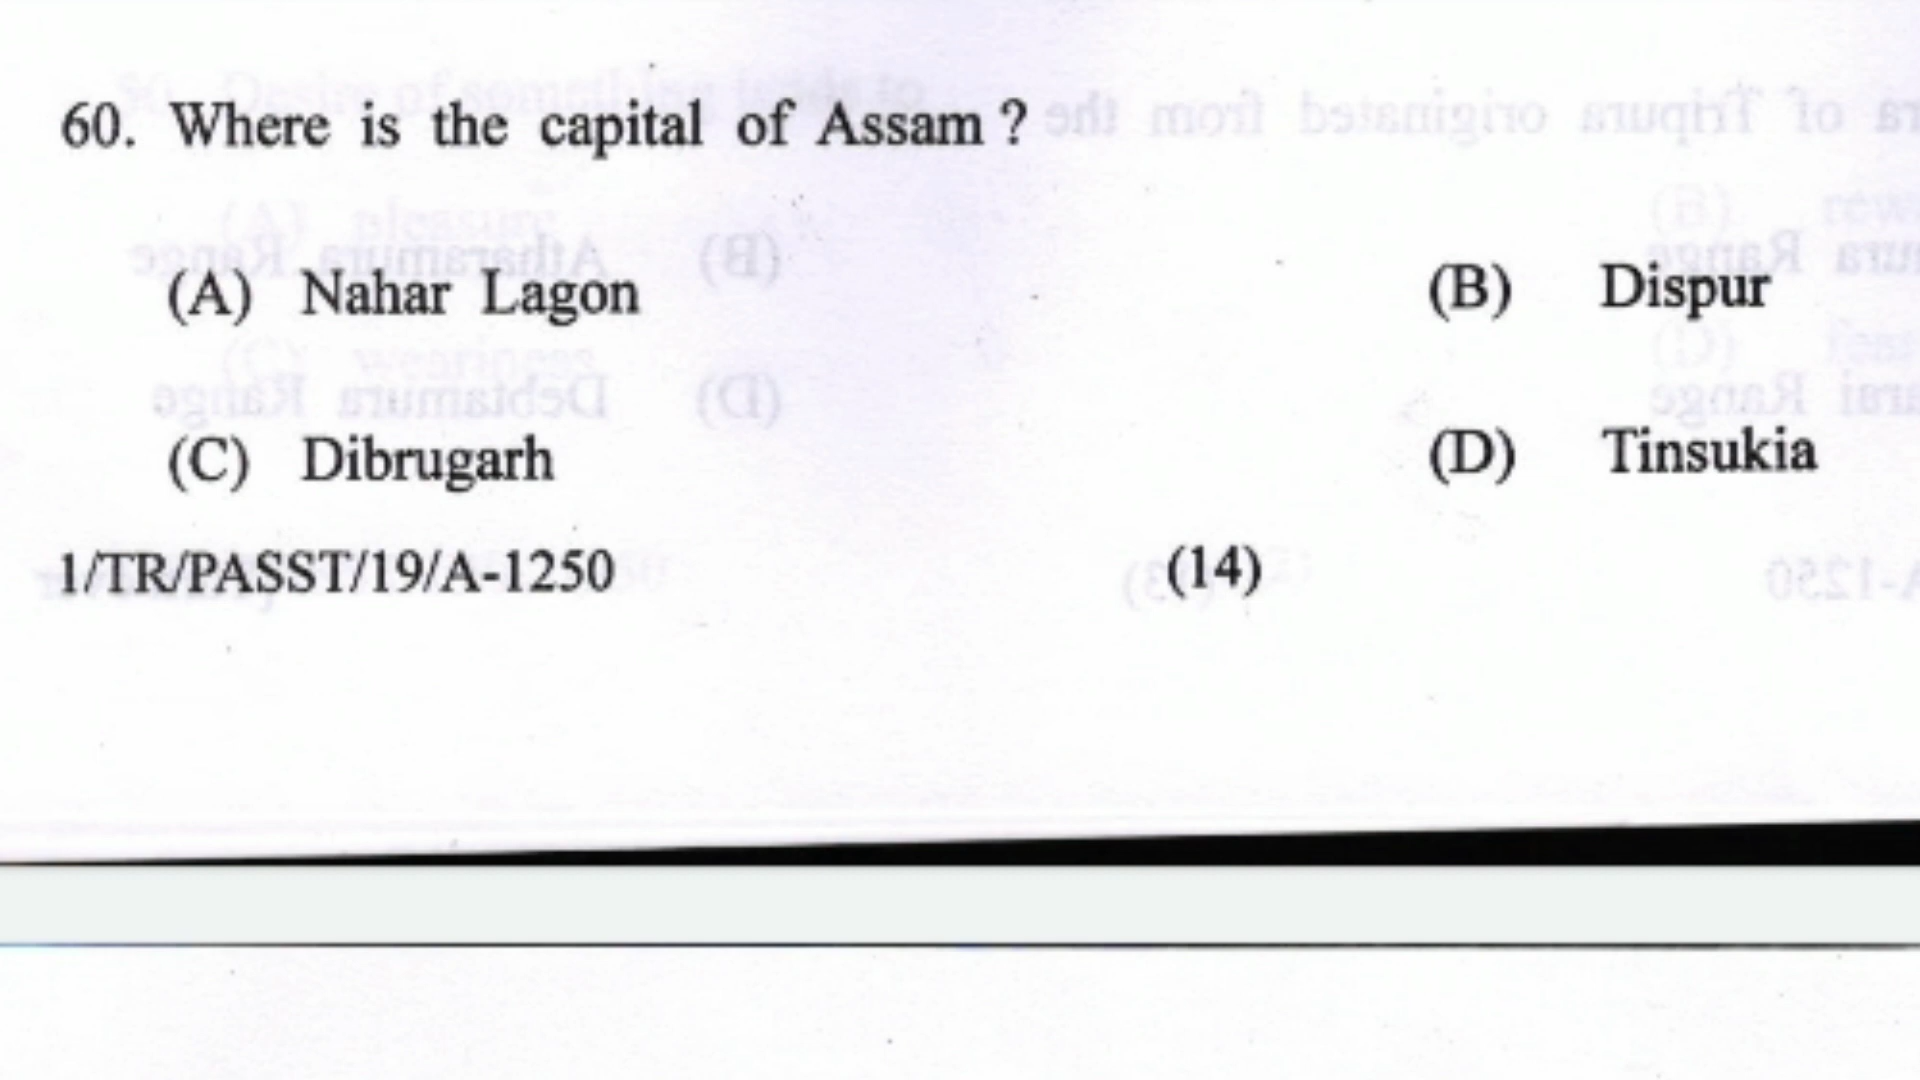 60. Where is the capital of Assam ?
(A) Nahar Lagon (B) Dispur
(C) Dibrugarh (D) Tinsukia
1/TR/PASST/19/A-1250 (14)